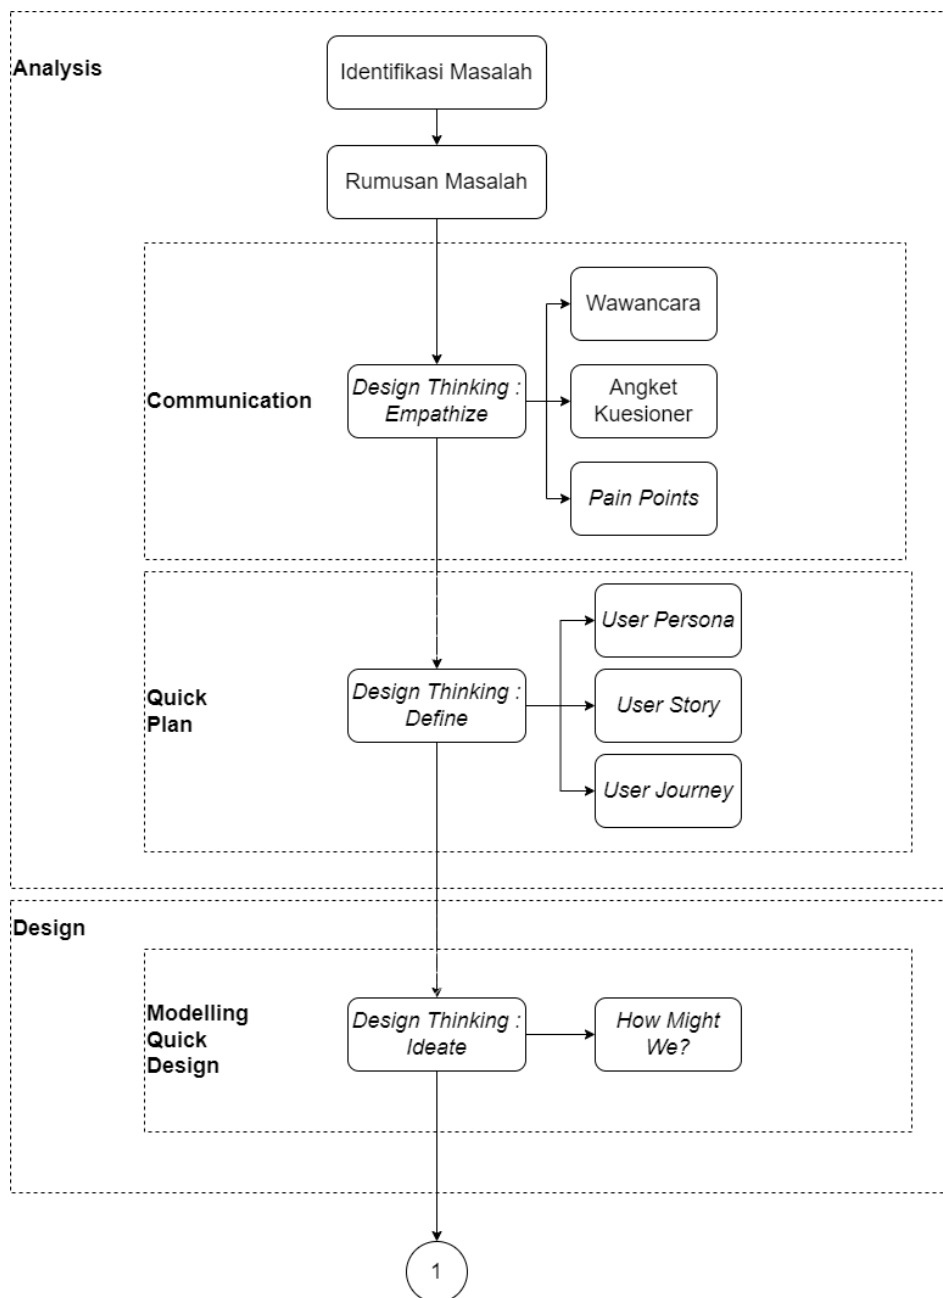 Analysis
Identifikasi Masalah
Rumusan Masalah
Communication
Design Thinking :
Empathize
Wawancara
Angket
Kuesioner
Pain Points
Quick
Plan
Design Thinking :
Define
User Persona
User Story
User Journey
Design
Modelling
Quick
Design
Design Thinking :
Ideate
How Might
We?
1